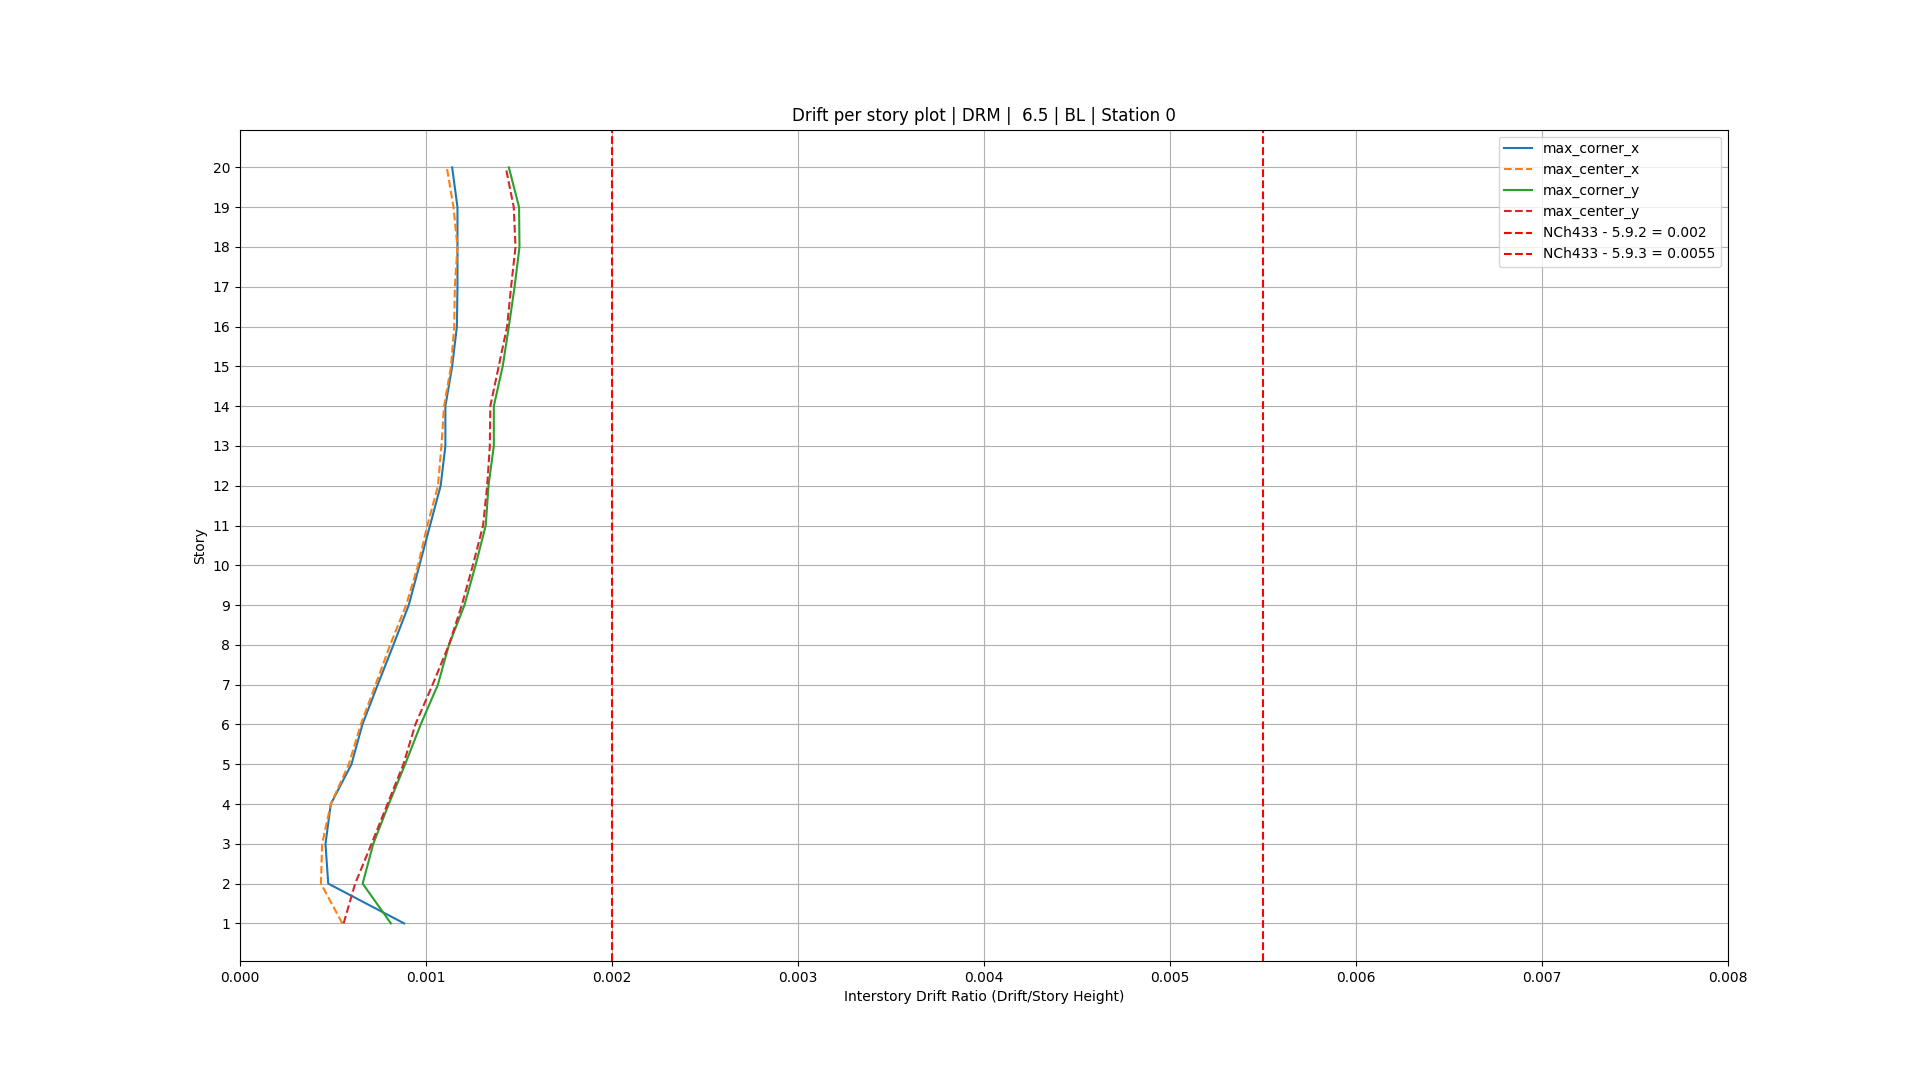 Drift per story plot | DRM |  6.5 | BL | Station 0
max_corner_x
max_center_x
max_corner_y
max_center_y
NCh433 - 5.9.2 = 0.002
NCh433 - 5.9.3 = 0.0055
Story
20
19
18
17
16
15
14
13
12
11
10
9
8
7
6
5
4
3
2
1
0.000 0.001 0.002 0.003 0.004 0.005 0.006 0.007 0.008
Interstory Drift Ratio (Drift/Story Height)